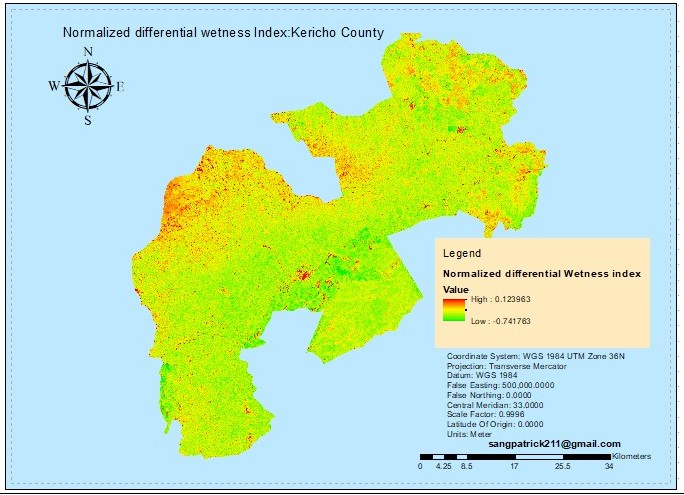 Normalized differential wetness Index:Kericho County
N
W E
S
Legend
Normalized differential Wetness index
Value
High : 0.123963
Low : -0.741763
Coordinate System: WGS 1984 UTM Zone 36N
Projection: Transverse Mercator
Datum: WGS 1984
False Easting: 500,000.0000
False Northing: 0.0000
Central Meridian: 33.0000
Scale Factor: 0.9996
Latitude Of Origin: 0.0000
Units: Meter
sangpatrick211@gmail.com
Kilometers
0 4.25 8.5 17 25.5 34